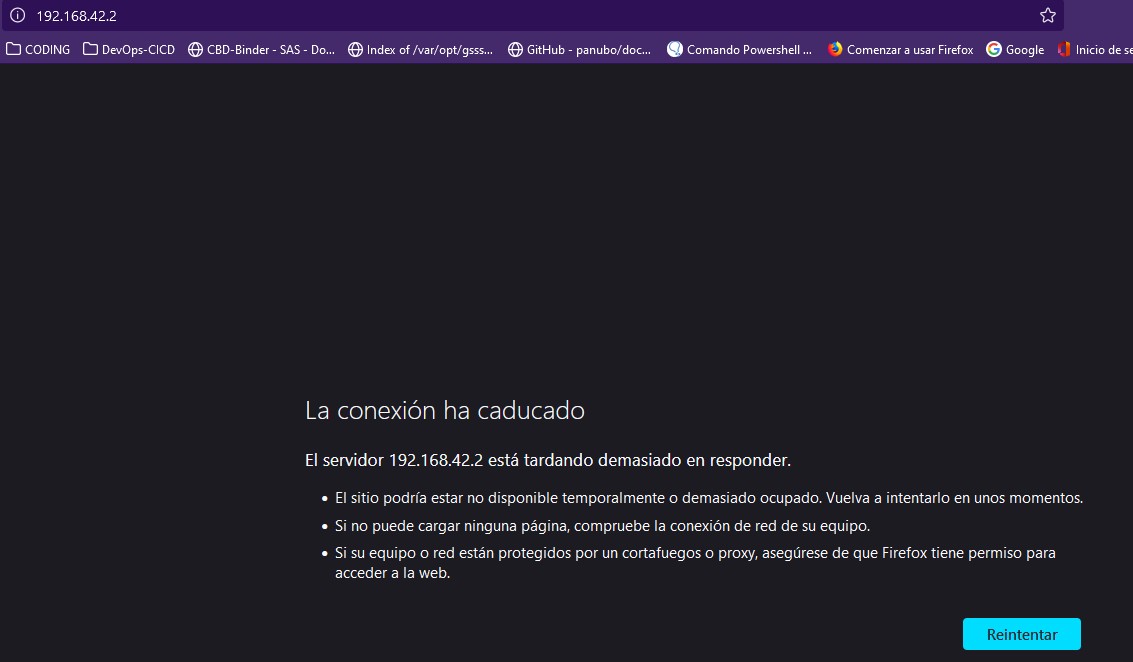 192.168.42.2
CODING DevOps-CICD CBD-Binder - SAS - Do... Index of /var/opt/gsss... GitHub - panubo/doc... Comando Powershell ... Comenzar a usar Firefox Google Inicio de se
La conexión ha caducado
El servidor 192.168.42.2 está tardando demasiado en responder.
El sitio podría estar no disponible temporalmente o demasiado ocupado. Vuelva a intentarlo en unos momentos.
Si no puede cargar ninguna página, compruebe la conexión de red de su equipo.
Si su equipo o red están protegidos por un cortafuegos o proxy, asegúrese de que Firefox tiene permiso para
acceder a la web.
Reintentar